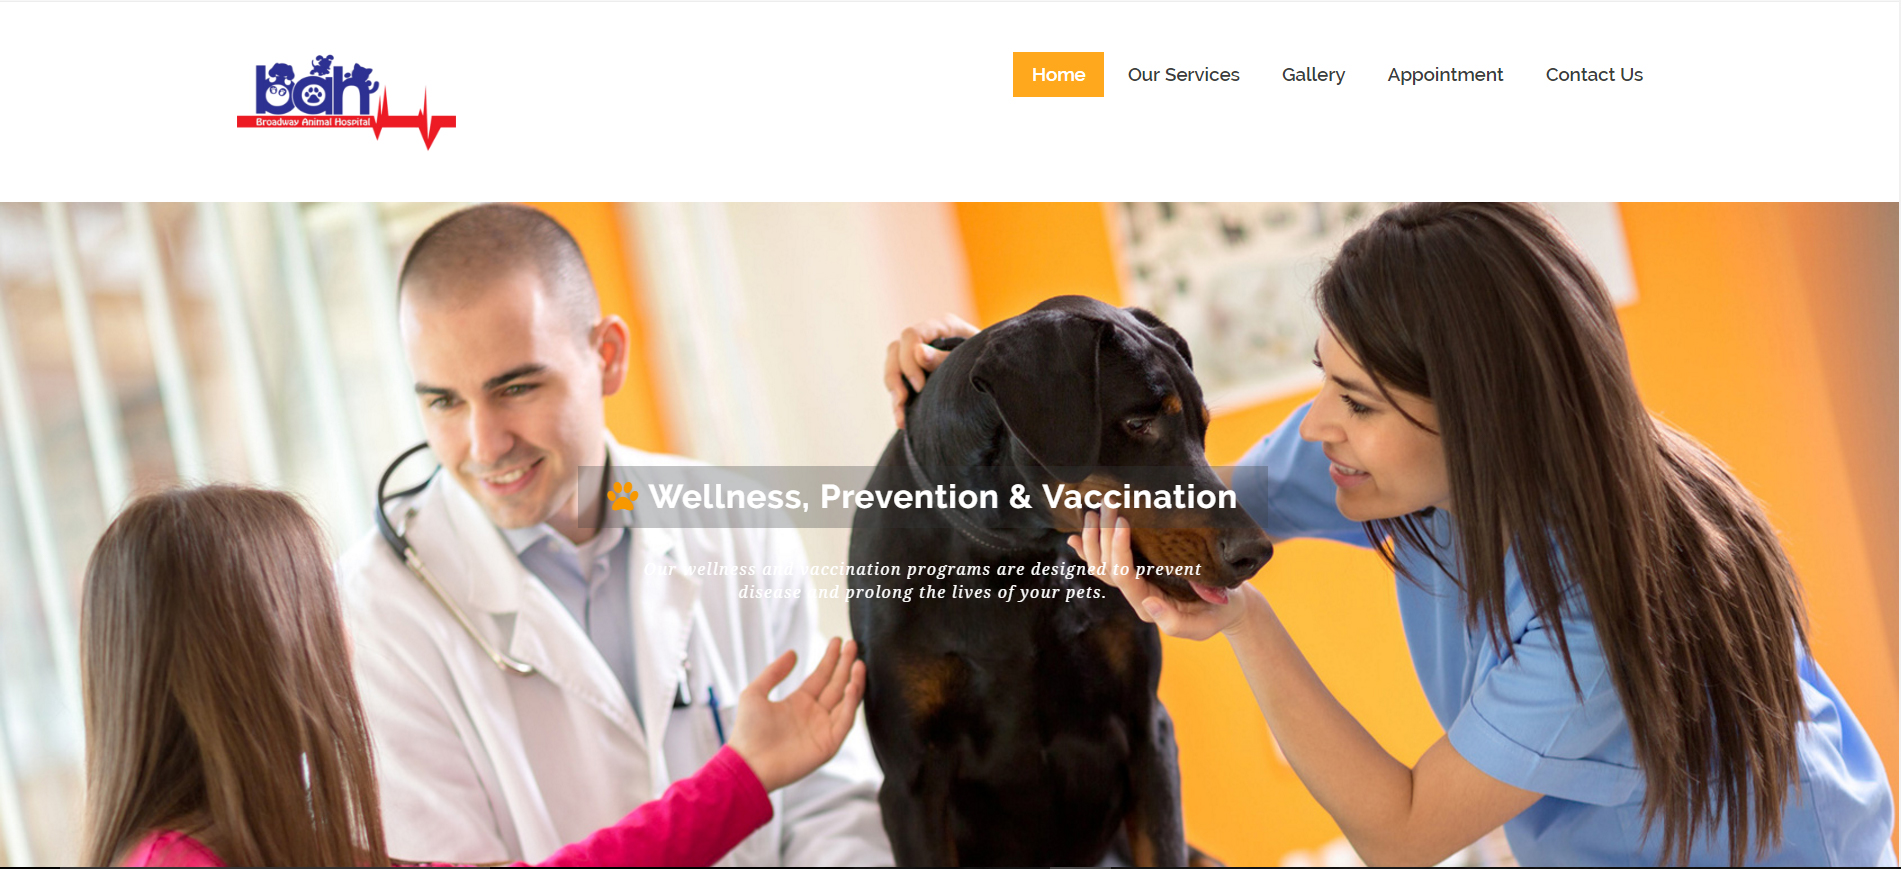 bah
Broadway Animal Hospital
Home
Our Services
Gallery
Appointment
Contact Us
Wellness, Prevention & Vaccination
Our wellness and vaccination programs are designed to prevent
disease and prolong the lives of your pets.